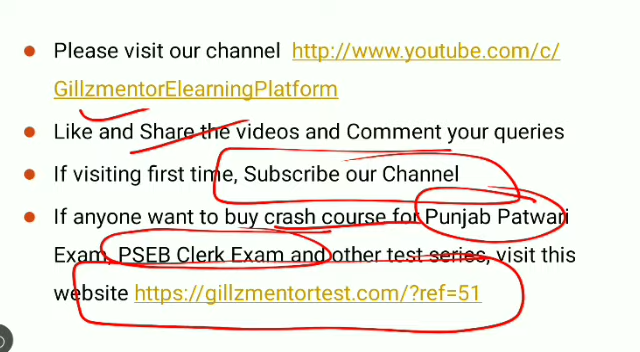 Please visit our channel http://www.youtube.com/c/
GillzmentorElearningPlatform
Like and Share the videos and Comment your queries
If visiting first time, Subscribe our Channel
If anyone want to buy crash course for Punjab Patwari
Exam, PSEB Clerk Exam and other test series, visit this
website https://gillzmentortest.com/?ref=51